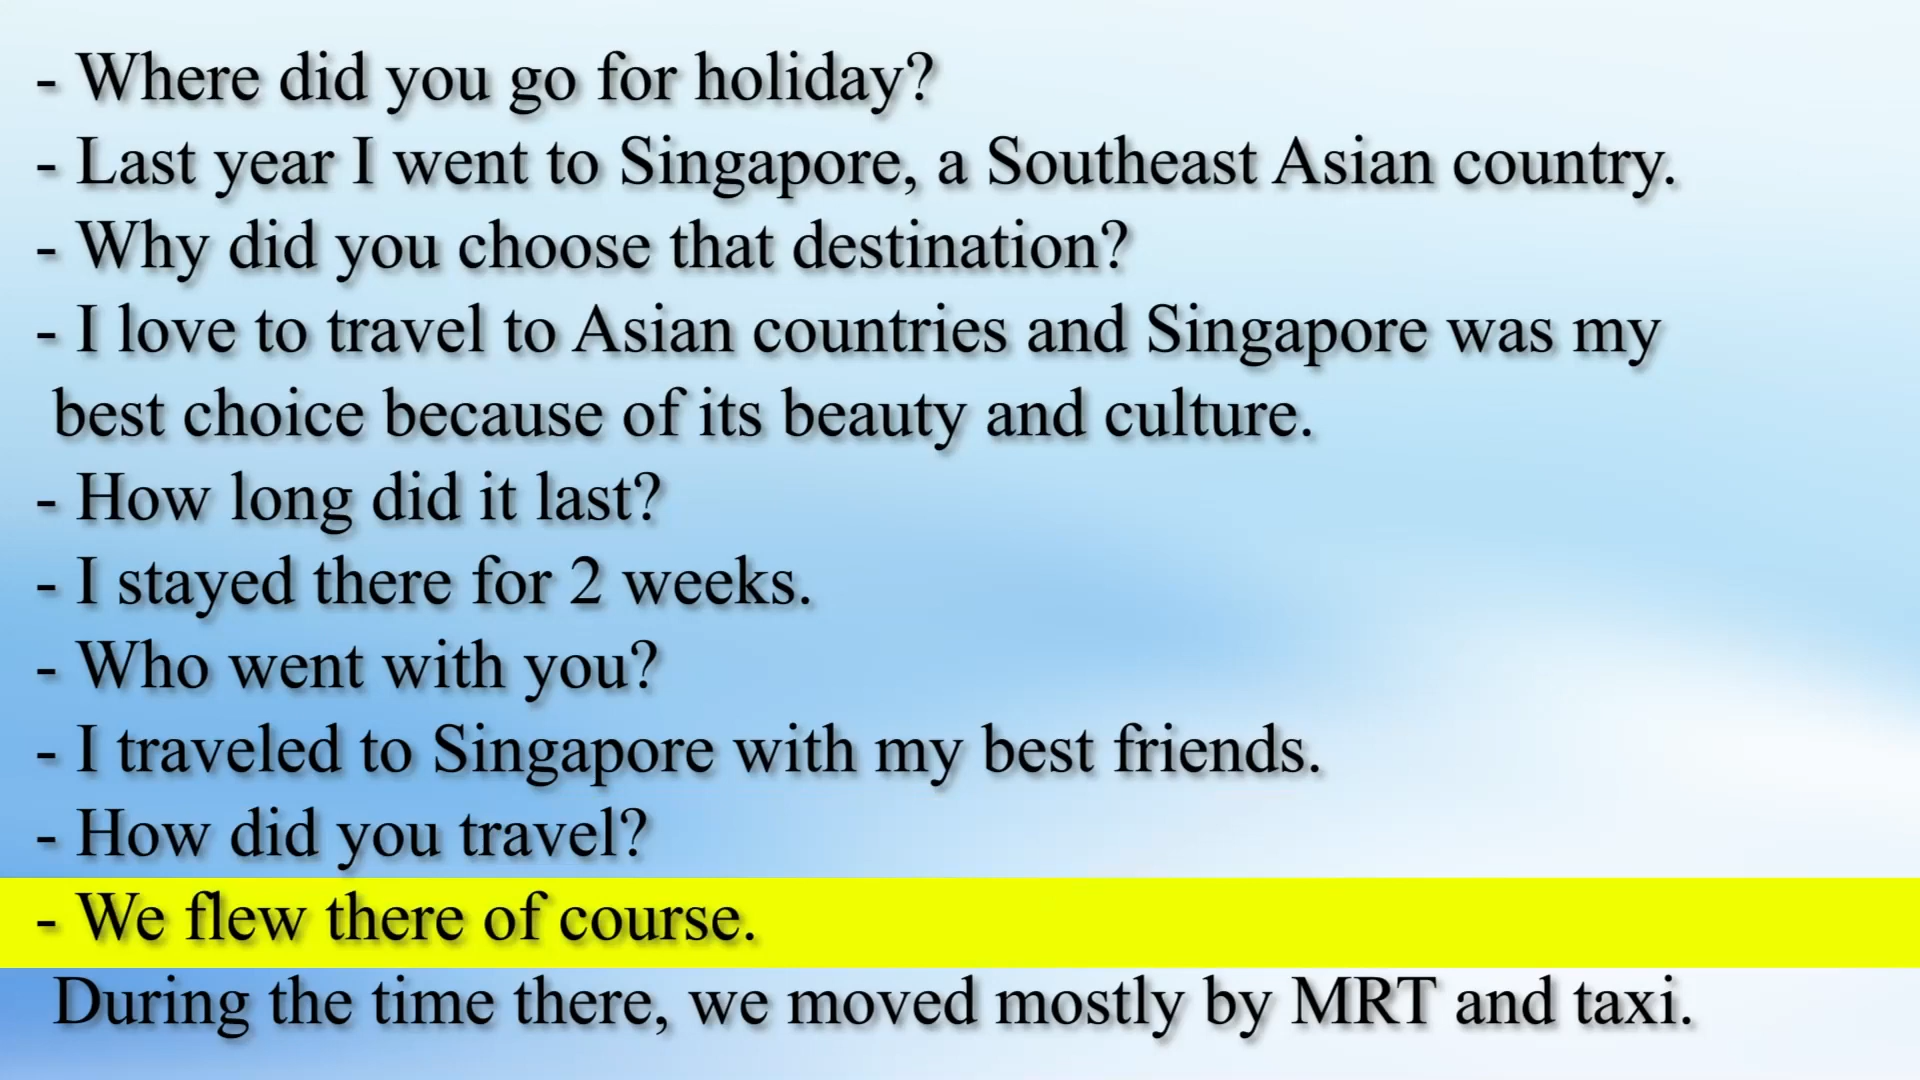 - Where did you go for holiday?
- Last year I went to Singapore, a Southeast Asian country.
- Why did you choose that destination?
- I love to travel to Asian countries and Singapore was my
best choice because of its beauty and culture.
- How long did it last?
- I stayed there for 2 weeks.
- Who went with you?
- I traveled to Singapore with my best friends.
- How did you travel?
- We flew there of course.
During the time there, we moved mostly by MRT and taxi.